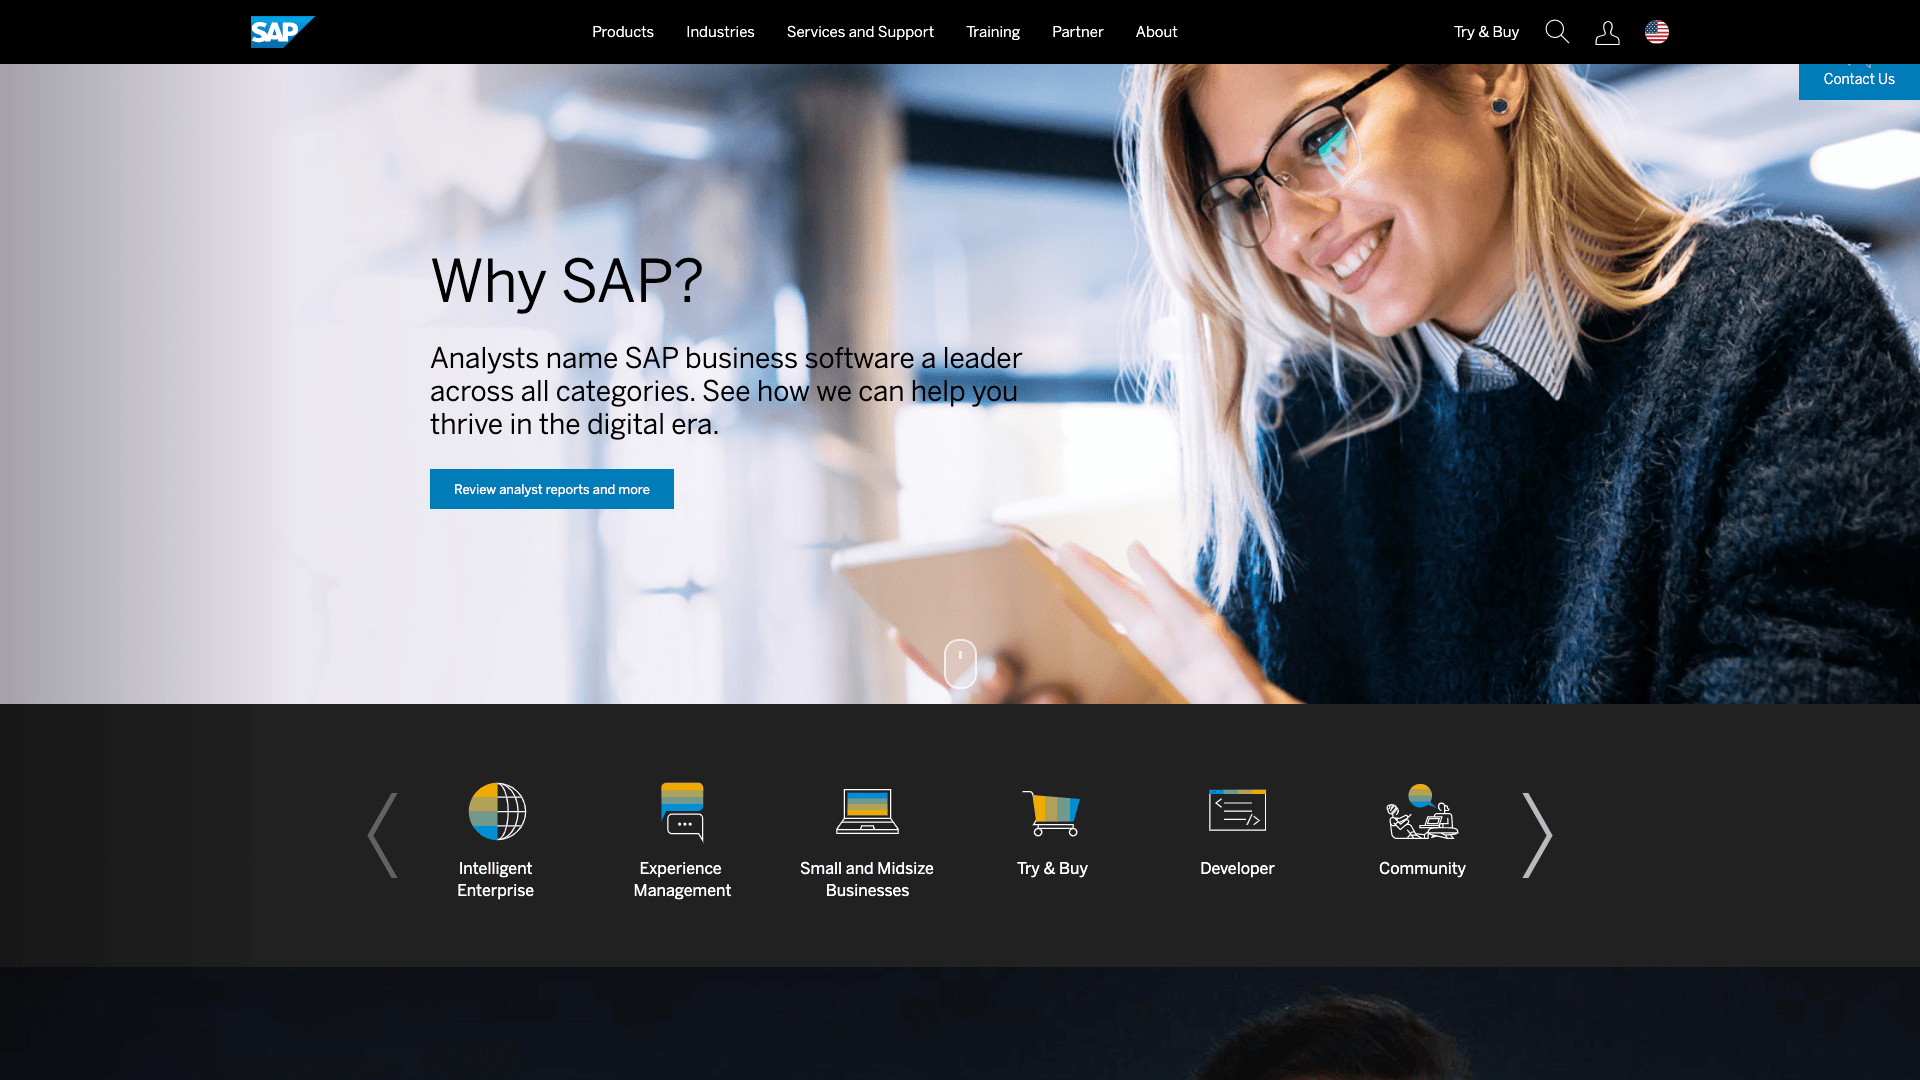 SAP
Products
Industries
Services and Support
Training
Partner
About
Try & Buy
Contact Us
Why SAP?
Analysts name SAP business software a leader
across all categories. See how we can help you
thrive in the digital era.
Review analyst reports and more
Intelligent
Enterprise
Experience
Management
Small and Midsize
Businesses
Try & Buy
Developer
Community